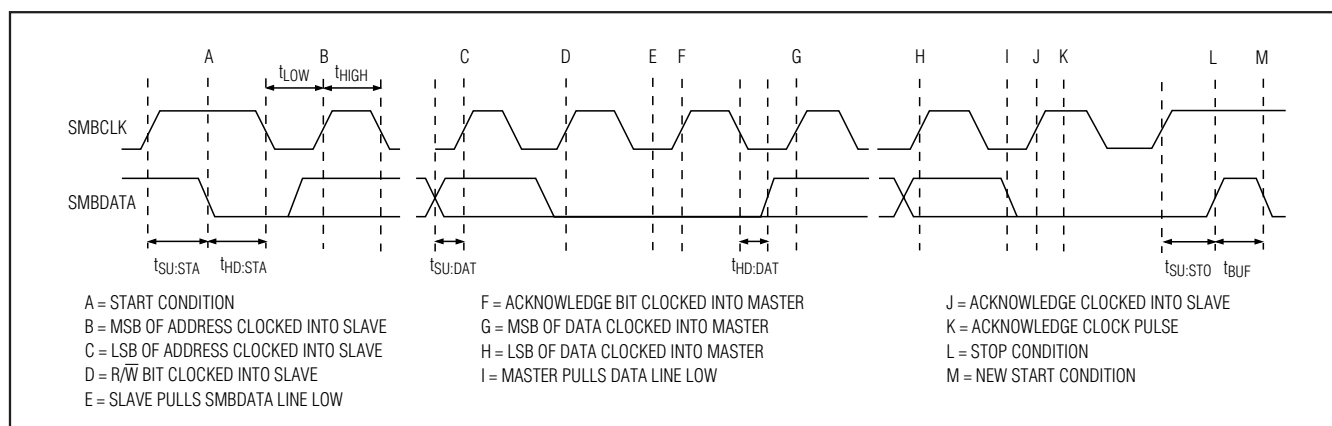 A B C D E F G H I J K L M
tLOW tHIGH
SMBCLK
SMBDATA
tSU:STA tHD:STA tSU:DAT tHD:DAT tSU:STO tBUF
A = START CONDITION
B = MSB OF ADDRESS CLOCKED INTO SLAVE
C = LSB OF ADDRESS CLOCKED INTO SLAVE
D = R/W̅ BIT CLOCKED INTO SLAVE
E = SLAVE PULLS SMBDATA LINE LOW
F = ACKNOWLEDGE BIT CLOCKED INTO MASTER
G = MSB OF DATA CLOCKED INTO MASTER
H = LSB OF DATA CLOCKED INTO MASTER
I = MASTER PULLS DATA LINE LOW
J = ACKNOWLEDGE CLOCKED INTO SLAVE
K = ACKNOWLEDGE CLOCK PULSE
L = STOP CONDITION
M = NEW START CONDITION